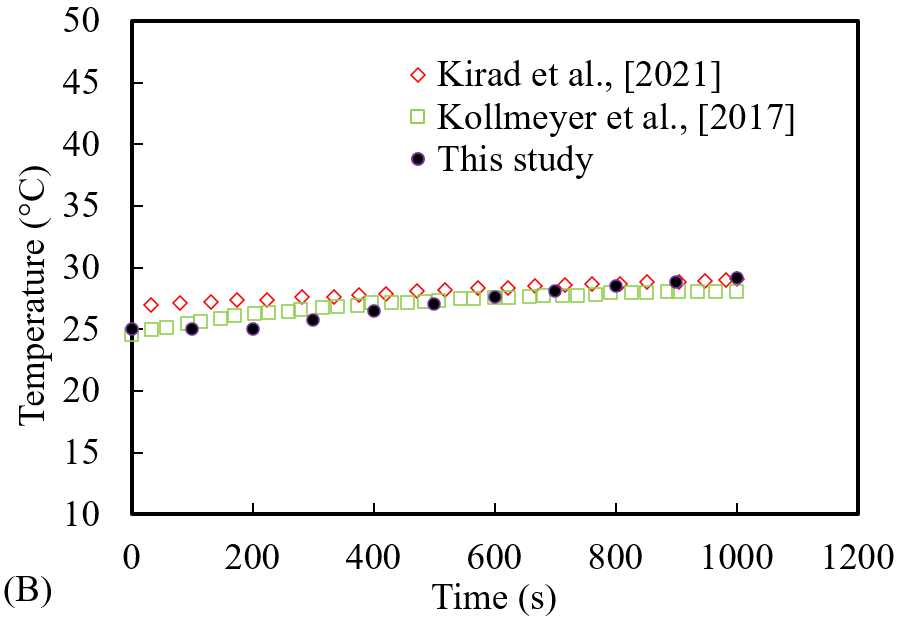 50
45
40
35
30
25
20
15
10
Temperature (°C)
Kirad et al., [2021]
Kollmeyer et al., [2017]
This study
0 200 400 600 800 1000 1200
Time (s)
(B)